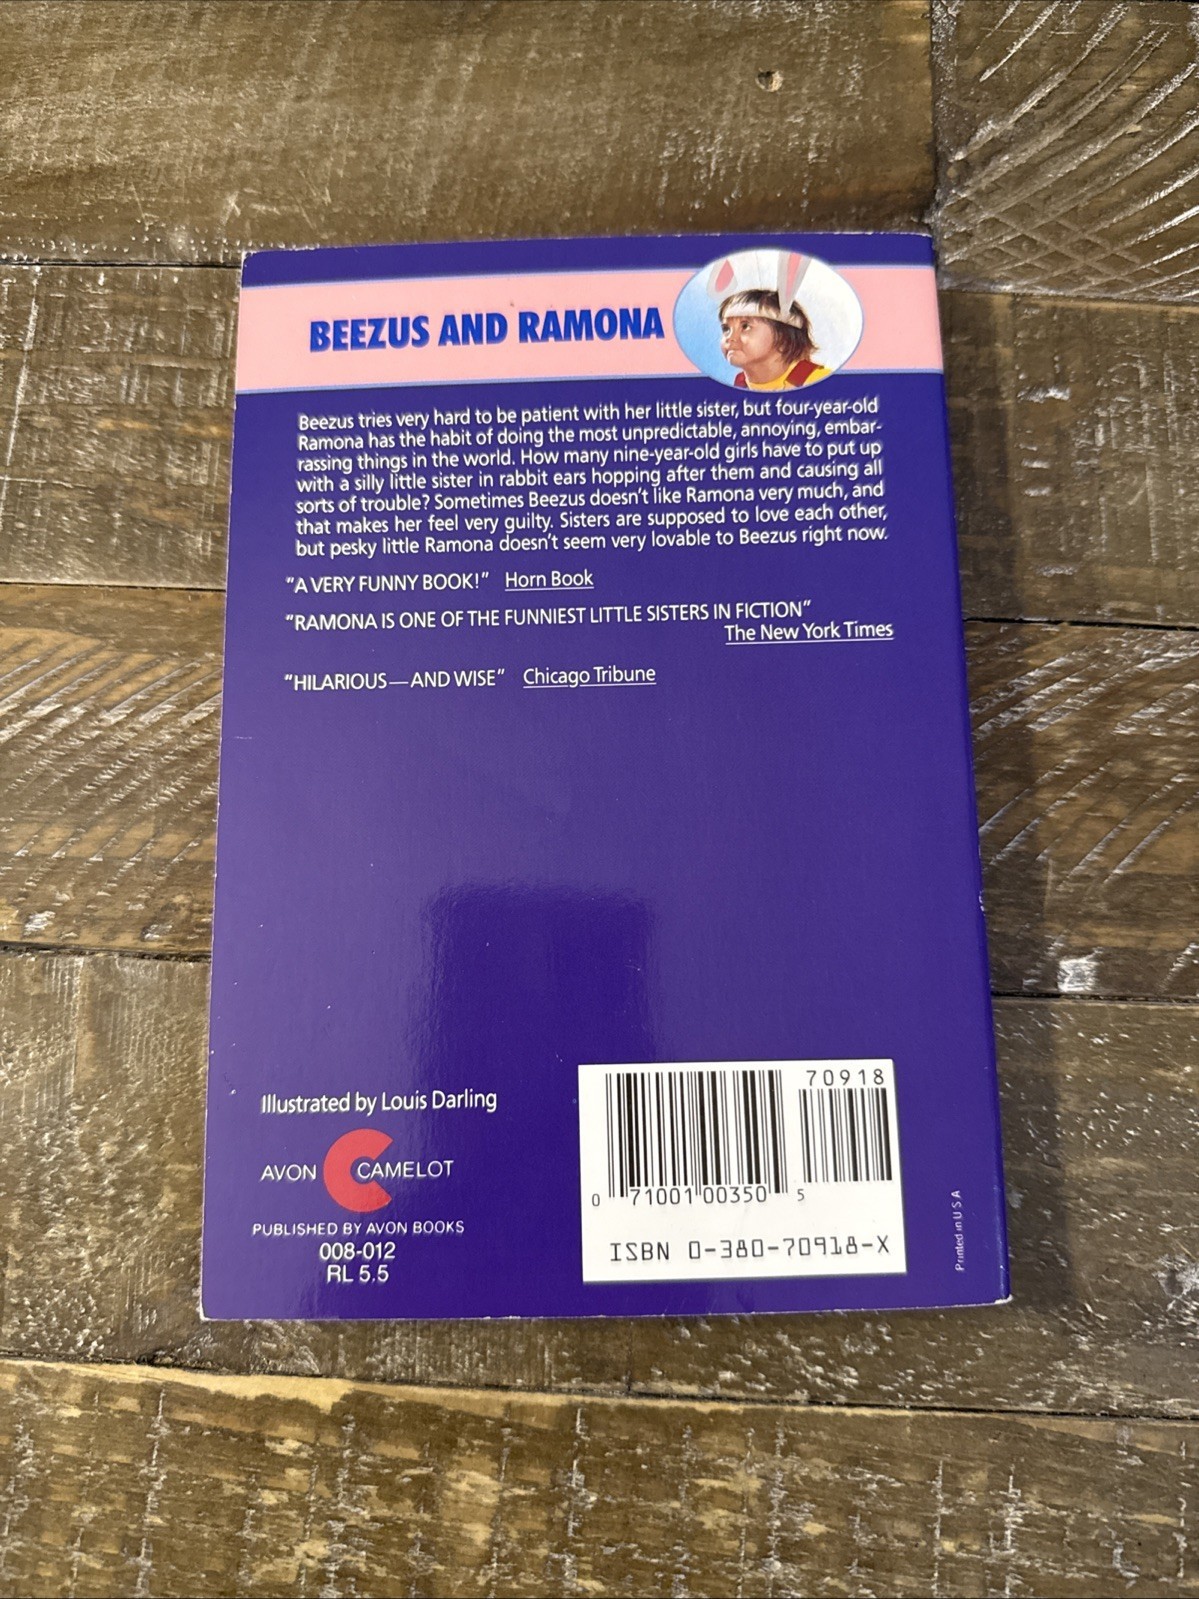 BEEZUS AND RAMONA
Beezus tries very hard to be patient with her little sister, but four-year-old
Ramona has the habit of doing the most unpredictable, annoying, embar-
rassing things in the world. How many nine-year-old girls have to put up
with a silly little sister in rabbit ears hopping after them and causing all
sorts of trouble? Sometimes Beezus doesn't like Ramona very much, and
that makes her feel very guilty. Sisters are supposed to love each other,
but pesky little Ramona doesn't seem very lovable to Beezus right now.
"A VERY FUNNY BOOK!" Horn Book
"RAMONA IS ONE OF THE FUNNIEST LITTLE SISTERS IN FICTION"
The New York Times
"HILARIOUS—AND WISE" Chicago Tribune
Illustrated by Louis Darling
AVON CAMELOT
PUBLISHED BY AVON BOOKS
008-012
RL 5.5
70918
0 71001 00350 5
ISBN 0-380-70918-X
Printed in U S A